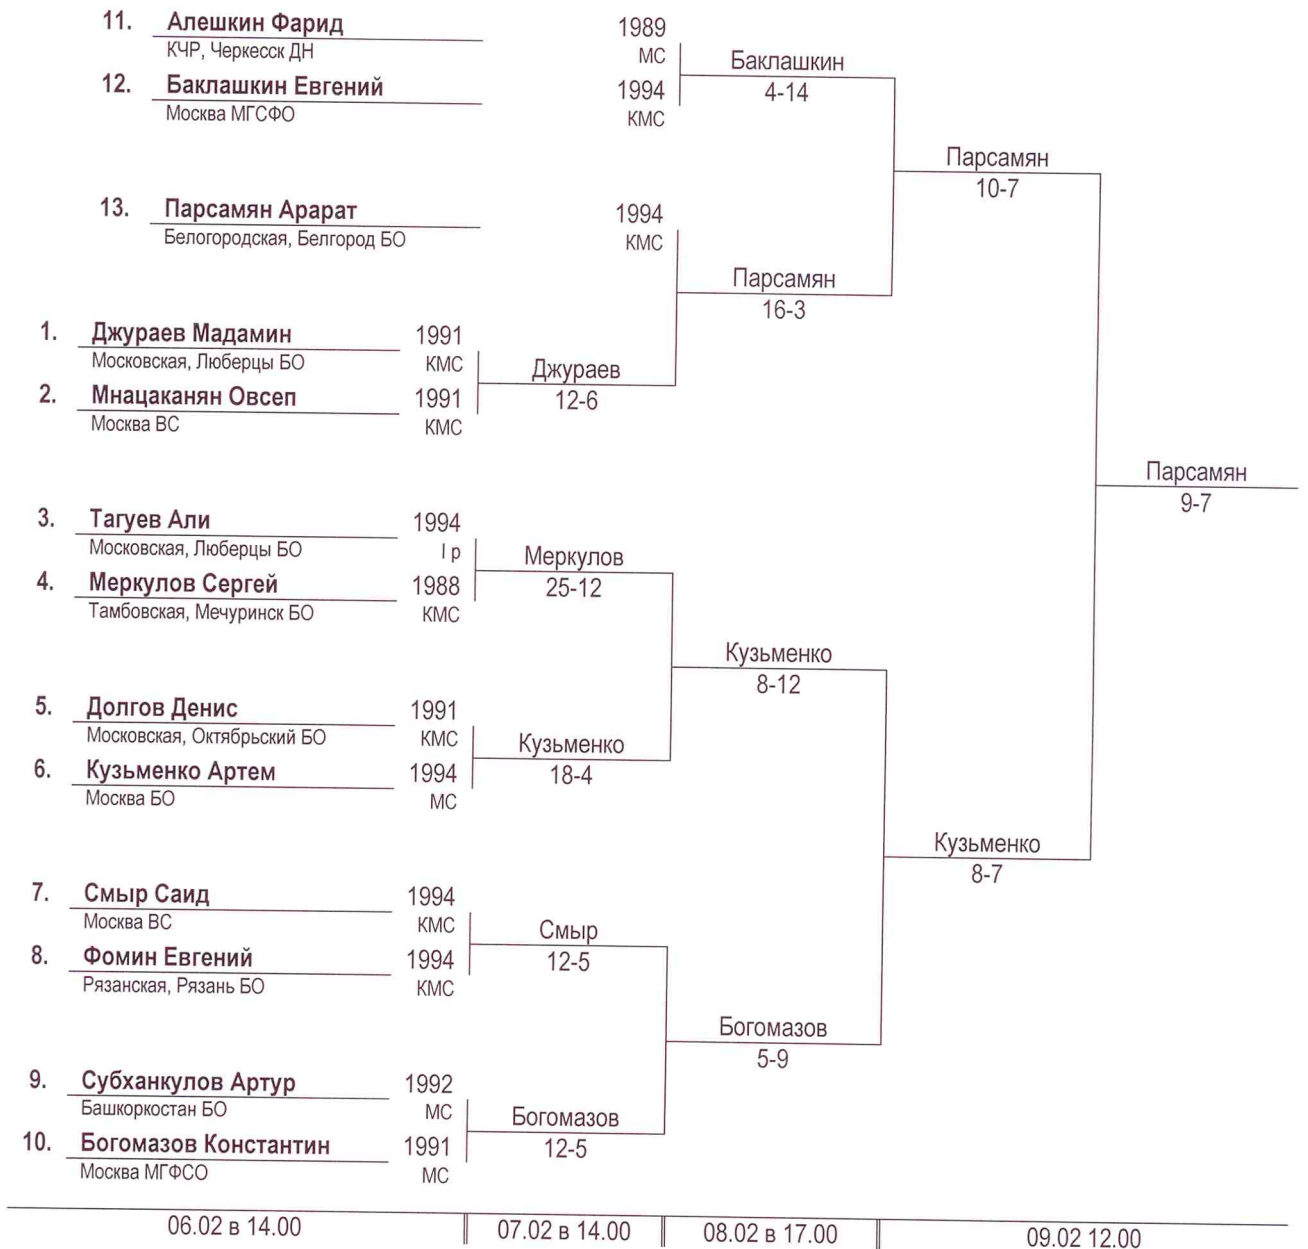 11. Алешкин Фарид 1989
КЧР, Черкесск ДН МС
Баклашкин
4-14
12. Баклашкин Евгений 1994
Москва МГСФО КМС
Парсамян
10-7
13. Парсамян Арарат 1994
Белогородская, Белгород БО КМС
Парсамян
16-3
1. Джураев Мадамин 1991
Московская, Люберцы БО КМС
Джураев
12-6
2. Мнацаканян Овсеп 1991
Москва ВС КМС
Парсамян
9-7
3. Тагуев Али 1994
Московская, Люберцы БО I р
Меркулов
25-12
4. Меркулов Сергей 1988
Тамбовская, Мечуринск БО КМС
Кузьменко
8-12
5. Долгов Денис 1991
Московская, Октябрьский БО КМС
Кузьменко
18-4
6. Кузьменко Артем 1994
Москва БО МС
Кузьменко
8-7
7. Смыр Саид 1994
Москва ВС КМС
Смыр
12-5
8. Фомин Евгений 1994
Рязанская, Рязань БО КМС
Богомазов
5-9
9. Субханкулов Артур 1992
Башкоркостан БО МС
Богомазов
12-5
10. Богомазов Константин 1991
Москва МГФСО МС
06.02 в 14.00 07.02 в 14.00 08.02 в 17.00 09.02 12.00